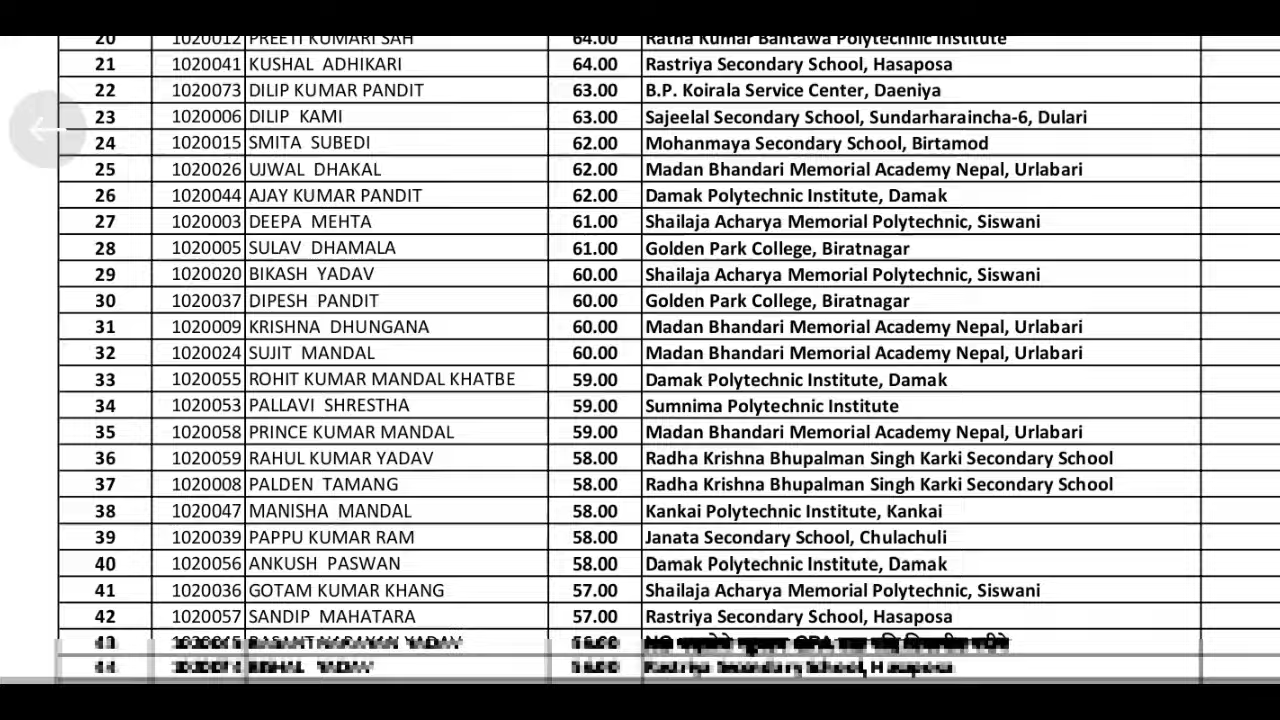 20 1020012 PREETI KUMARI SAH 64.00 Ratna Kumar Bantawa Polytechnic Institute
21 1020041 KUSHAL ADHIKARI 64.00 Rastriya Secondary School, Hasaposa
22 1020073 DILIP KUMAR PANDIT 63.00 B.P. Koirala Service Center, Daeniya
23 1020006 DILIP KAMI 63.00 Sajeelal Secondary School, Sundarharaincha-6, Dulari
24 1020015 SMITA SUBEDI 62.00 Mohanmaya Secondary School, Birtamod
25 1020026 UJWAL DHAKAL 62.00 Madan Bhandari Memorial Academy Nepal, Urlabari
26 1020044 AJAY KUMAR PANDIT 62.00 Damak Polytechnic Institute, Damak
27 1020003 DEEPA MEHTA 61.00 Shailaja Acharya Memorial Polytechnic, Siswani
28 1020005 SULAV DHAMALA 61.00 Golden Park College, Biratnagar
29 1020020 BIKASH YADAV 60.00 Shailaja Acharya Memorial Polytechnic, Siswani
30 1020037 DIPESH PANDIT 60.00 Golden Park College, Biratnagar
31 1020009 KRISHNA DHUNGANA 60.00 Madan Bhandari Memorial Academy Nepal, Urlabari
32 1020024 SUJIT MANDAL 60.00 Madan Bhandari Memorial Academy Nepal, Urlabari
33 1020055 ROHIT KUMAR MANDAL KHATBE 59.00 Damak Polytechnic Institute, Damak
34 1020053 PALLAVI SHRESTHA 59.00 Sumnima Polytechnic Institute
35 1020058 PRINCE KUMAR MANDAL 59.00 Madan Bhandari Memorial Academy Nepal, Urlabari
36 1020059 RAHUL KUMAR YADAV 58.00 Radha Krishna Bhupalman Singh Karki Secondary School
37 1020008 PALDEN TAMANG 58.00 Radha Krishna Bhupalman Singh Karki Secondary School
38 1020047 MANISHA MANDAL 58.00 Kankai Polytechnic Institute, Kankai
39 1020039 PAPPU KUMAR RAM 58.00 Janata Secondary School, Chulachuli
40 1020056 ANKUSH PASWAN 58.00 Damak Polytechnic Institute, Damak
41 1020036 GOTAM KUMAR KHANG 57.00 Shailaja Acharya Memorial Polytechnic, Siswani
42 1020057 SANDIP MAHATARA 57.00 Rastriya Secondary School, Hasaposa
43 YADAV 56.00
44 YADAV 56.00 Rastriya Secondary School, Hasaposa